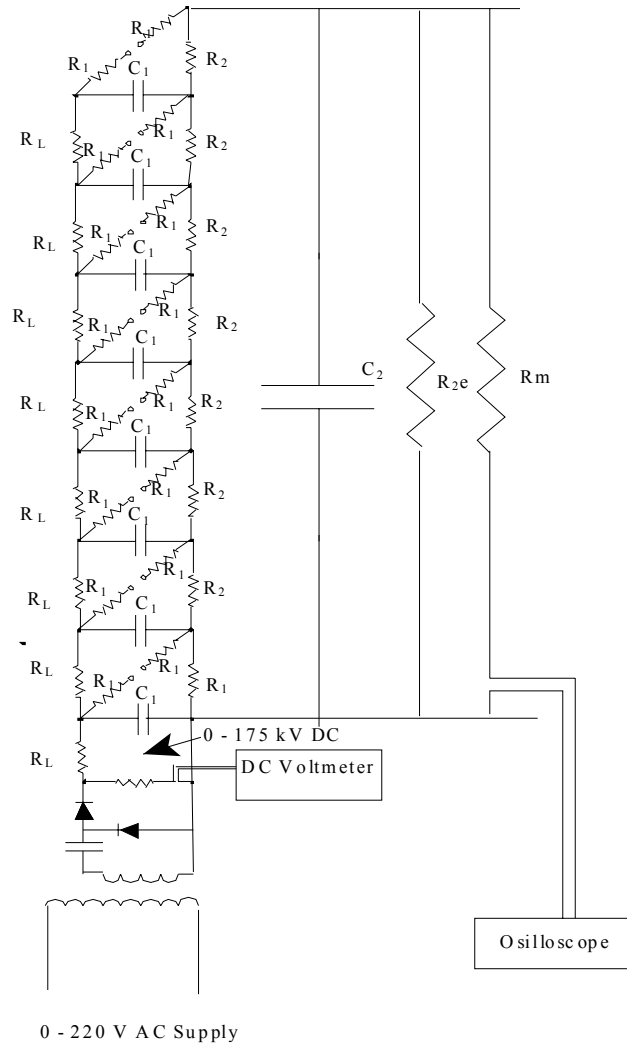 R1
R1
C1
R2
RL
R1
R1
C1
R2
RL
R1
R1
C1
R2
RL
R1
R1
C1
R2
RL
R1
R1
C1
R2
RL
R1
R1
C1
R2
RL
R1
R1
C1
R2
RL
R1
R1
C1
R1
C2
R2e
Rm
0 - 175 kV DC
RL
DC Voltmeter
Osilloscope
0 - 220 V AC Supply